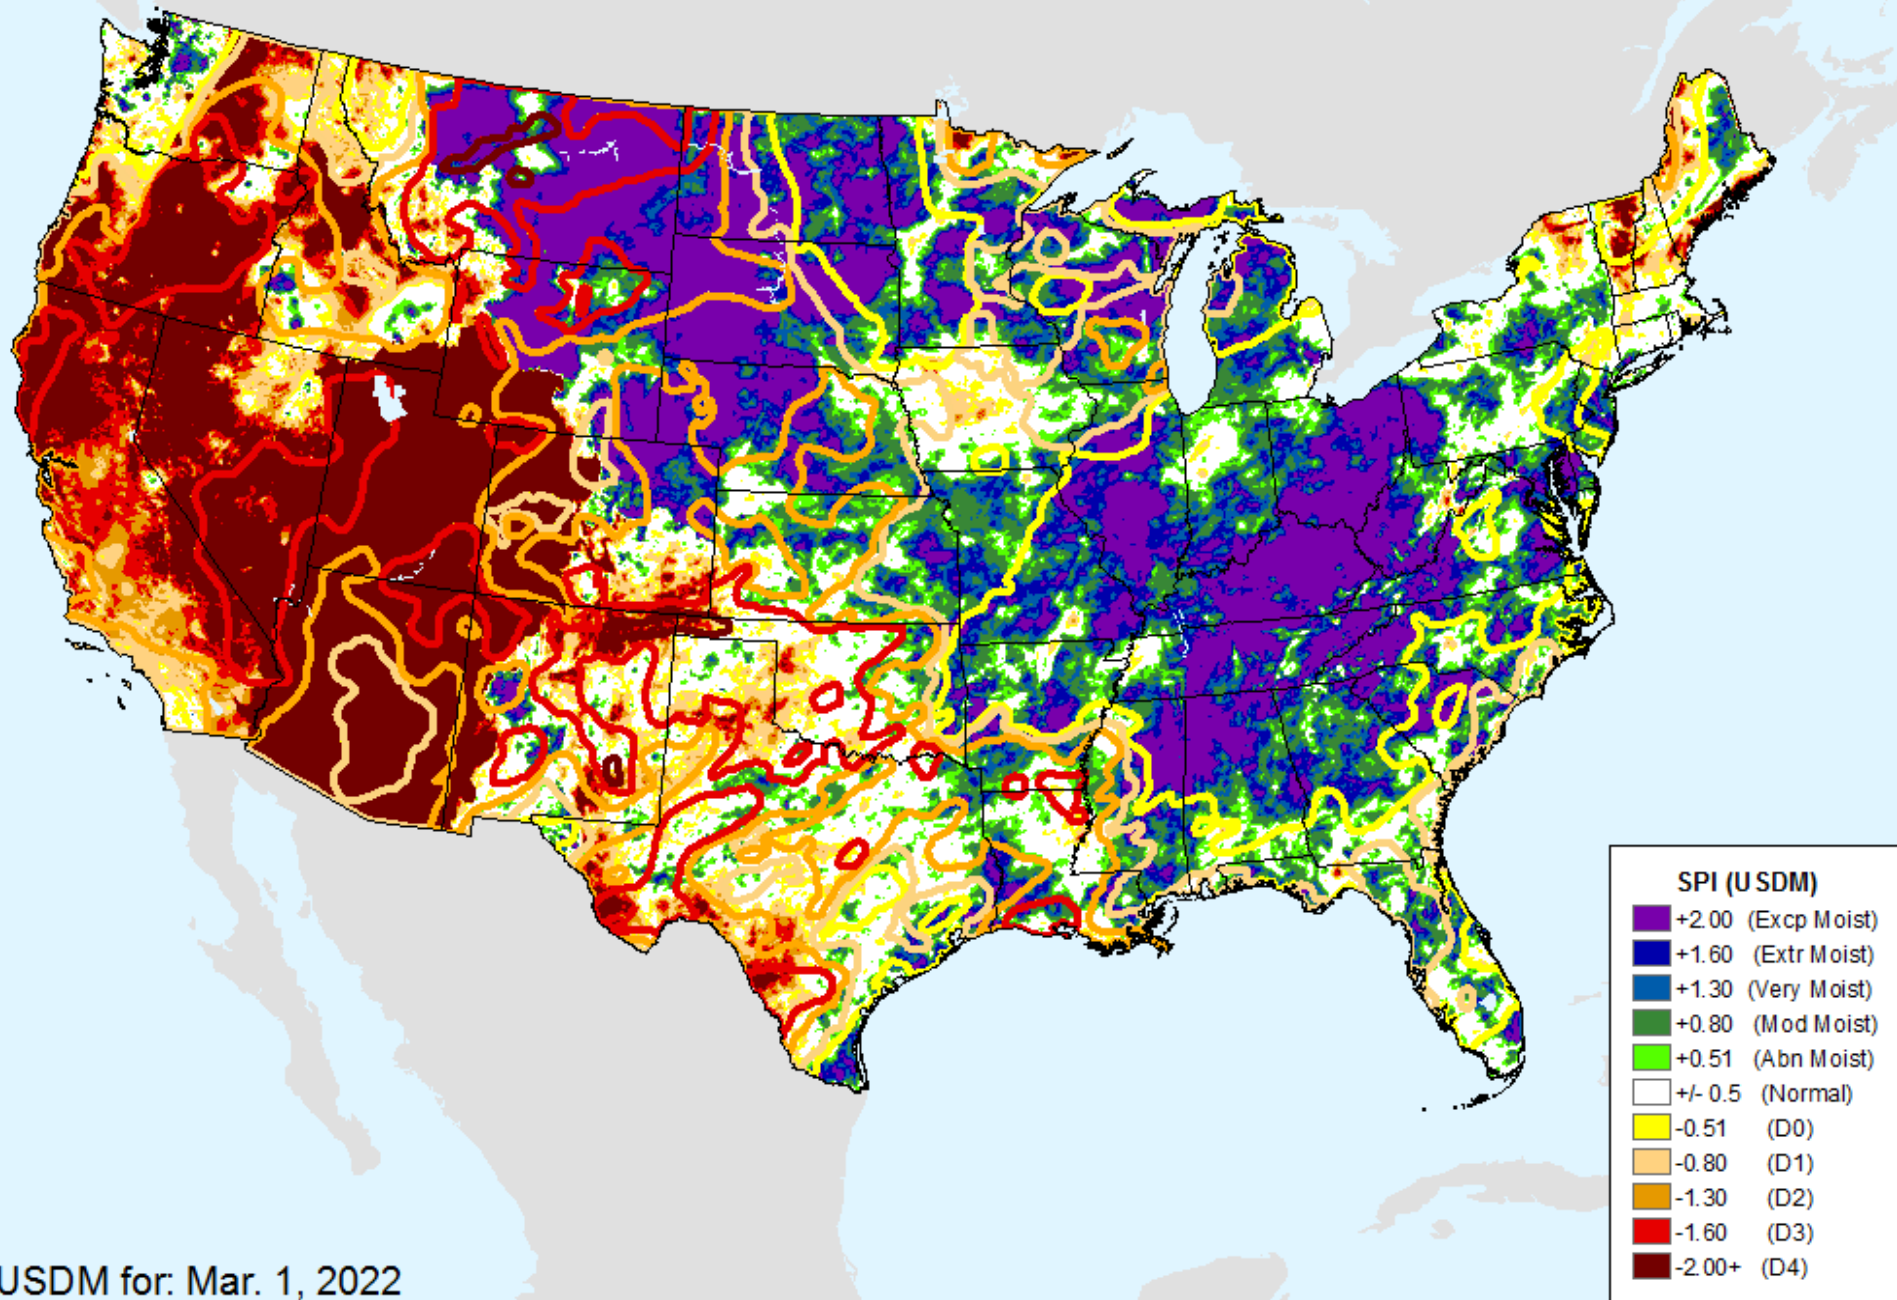 SPI (USDM)
+2.00 (Excp Moist)
+1.60 (Extr Moist)
+1.30 (Very Moist)
+0.80 (Mod Moist)
+0.51 (Abn Moist)
+/- 0.5 (Normal)
-0.51 (D0)
-0.80 (D1)
-1.30 (D2)
-1.60 (D3)
-2.00+ (D4)
USDM for: Mar. 1, 2022